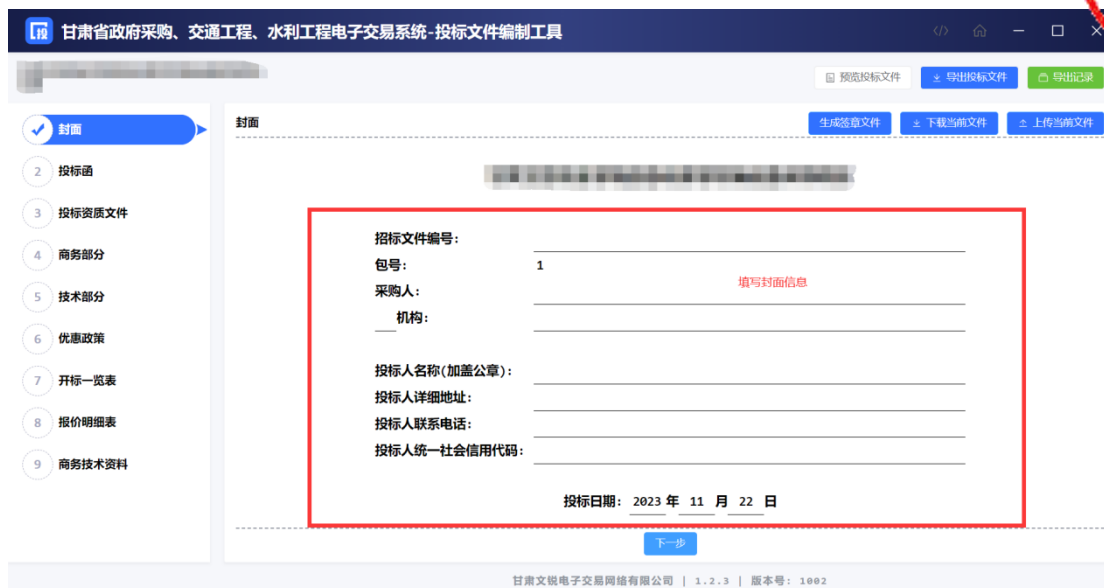 投 甘肃省政府采购、交通工程、水利工程电子交易系统-投标文件编制工具
预览投标文件 导出投标文件 导出记录
封面 封面 生成签章文件 下载当前文件 上传当前文件
2 投标函
3 投标资质文件
4 商务部分
5 技术部分
6 优惠政策
7 开标一览表
8 报价明细表
9 商务技术资料
招标文件编号:
包号: 1
填写封面信息
采购人:
机构:
投标人名称(加盖公章):
投标人详细地址:
投标人联系电话:
投标人统一社会信用代码:
投标日期: 2023 年 11 月 22 日
下一步
甘肃文锐电子交易网络有限公司 | 1.2.3 | 版本号: 1002